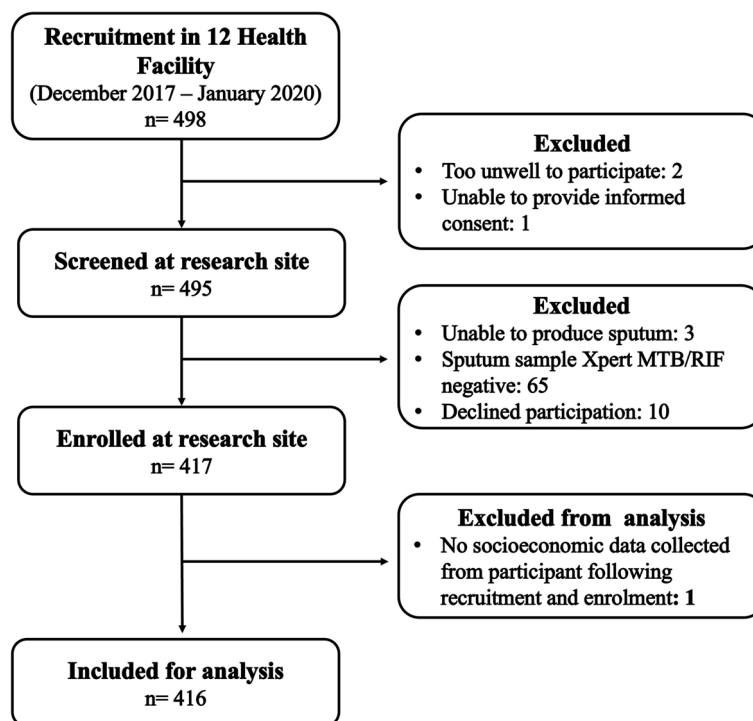 Recruitment in 12 Health
Facility
(December 2017 – January 2020)
n= 498
Excluded
• Too unwell to participate: 2
• Unable to provide informed
consent: 1
Screened at research site
n= 495
Excluded
• Unable to produce sputum: 3
• Sputum sample Xpert MTB/RIF
negative: 65
• Declined participation: 10
Enrolled at research site
n= 417
Excluded from analysis
• No socioeconomic data collected
from participant following
recruitment and enrolment: 1
Included for analysis
n= 416